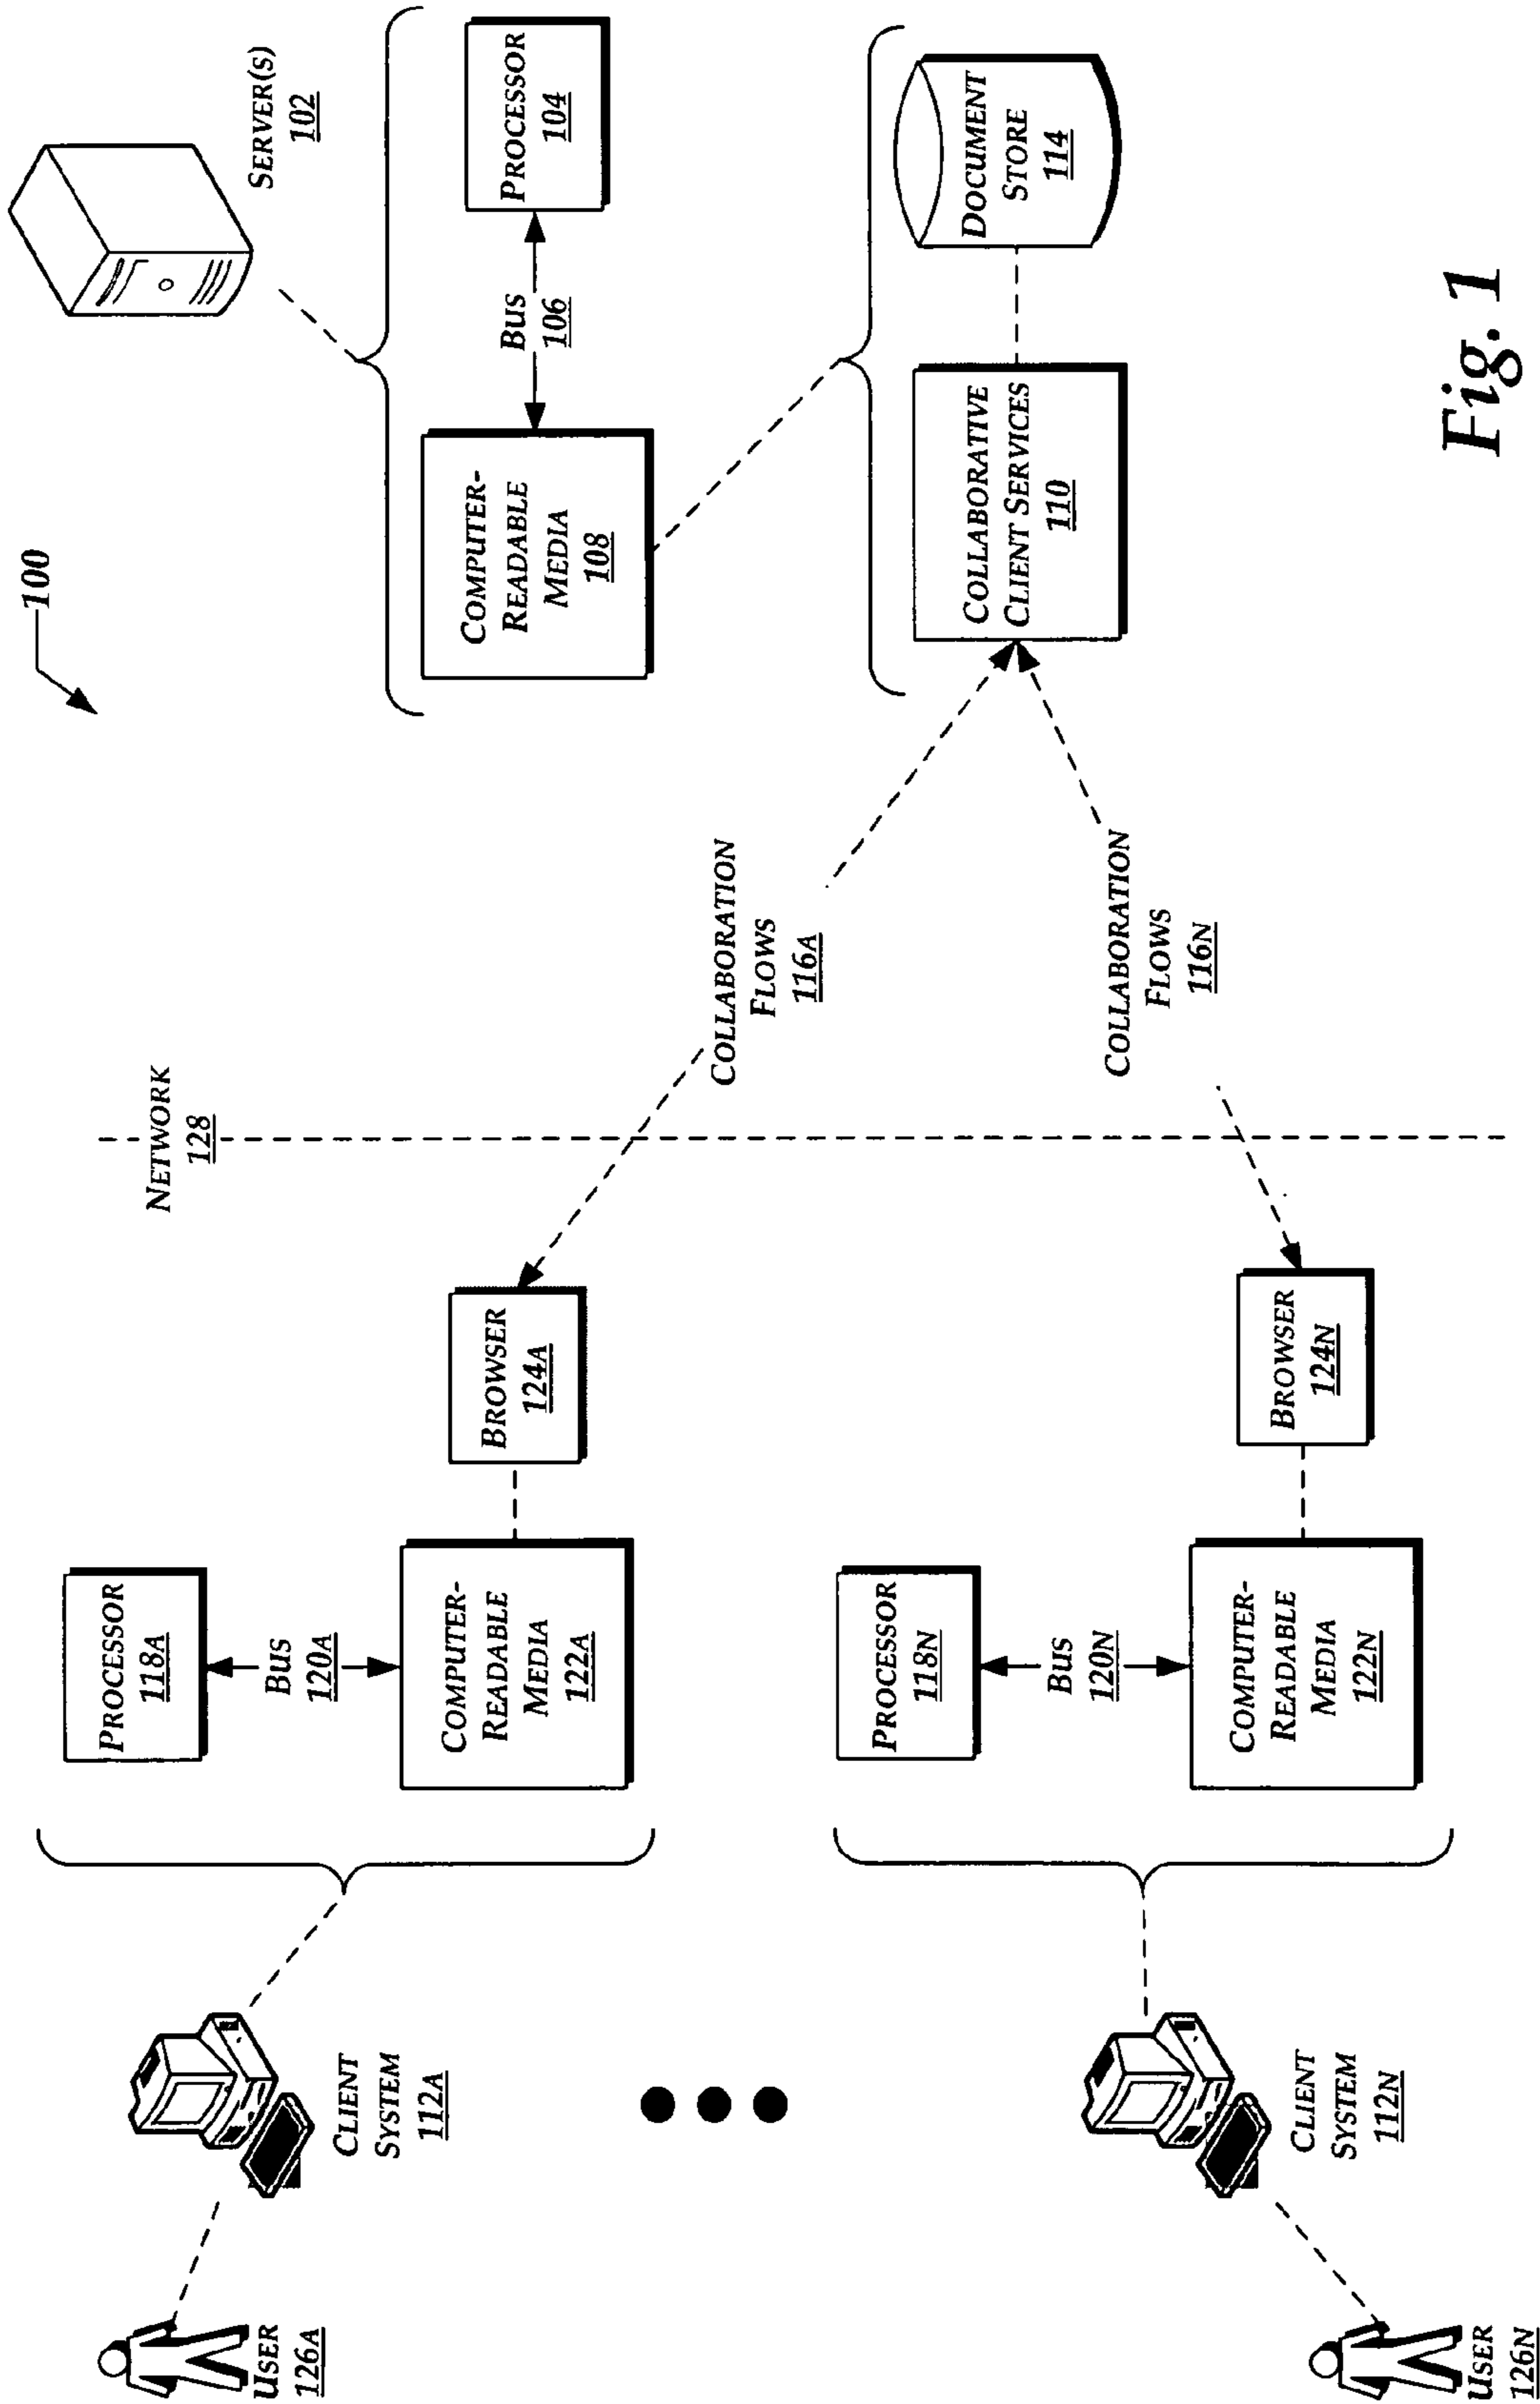 100
SERVER(S)
102
PROCESSOR
104
BUS
106
COMPUTER-
READABLE
MEDIA
108
COLLABORATIVE
CLIENT SERVICES
110
DOCUMENT
STORE
114
NETWORK
128
COLLABORATION
FLOWS
116A
COLLABORATION
FLOWS
116N
USER
126A
CLIENT
SYSTEM
112A
PROCESSOR
118A
BUS
120A
COMPUTER-
READABLE
MEDIA
122A
BROWSER
124A
USER
126N
CLIENT
SYSTEM
112N
PROCESSOR
118N
BUS
120N
COMPUTER-
READABLE
MEDIA
122N
BROWSER
124N
Fig. 1